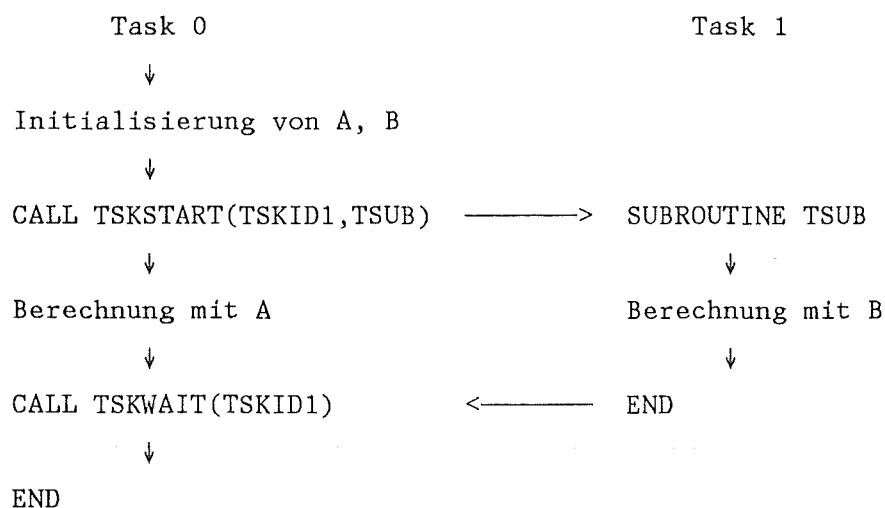 Task 0 Task 1
↓
Initialisierung von A, B
↓
CALL TSKSTART(TSKID1,TSUB) ———> SUBROUTINE TSUB
↓ ↓
Berechnung mit A Berechnung mit B
↓ ↓
CALL TSKWAIT(TSKID1) <——— END
↓
END